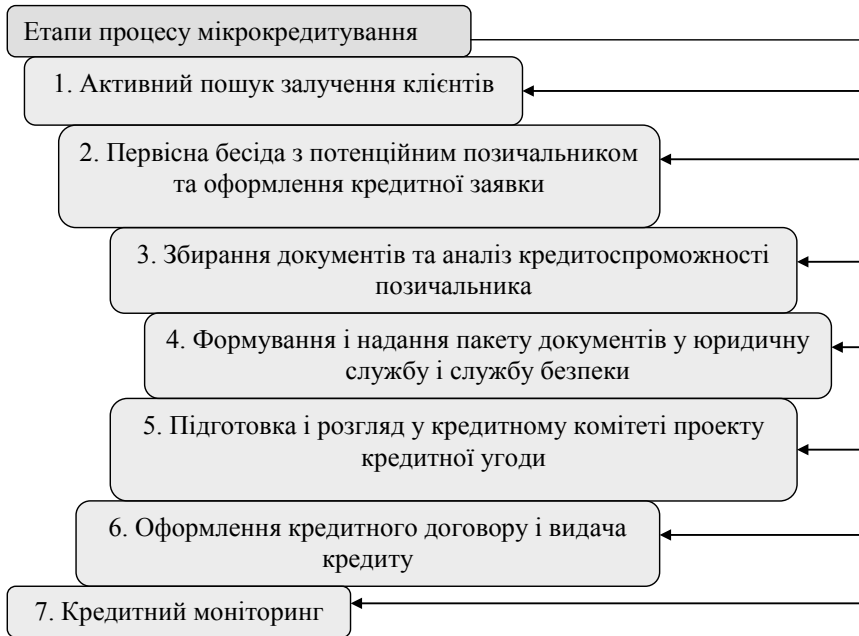 Етапи процесу мікрокредитування
1. Активний пошук залучення клієнтів
2. Первісна бесіда з потенційним позичальником
та оформлення кредитної заявки
3. Збирання документів та аналіз кредитоспроможності
позичальника
4. Формування і надання пакету документів у юридичну
службу і службу безпеки
5. Підготовка і розгляд у кредитному комітеті проекту
кредитної угоди
6. Оформлення кредитного договору і видача
кредиту
7. Кредитний моніторинг